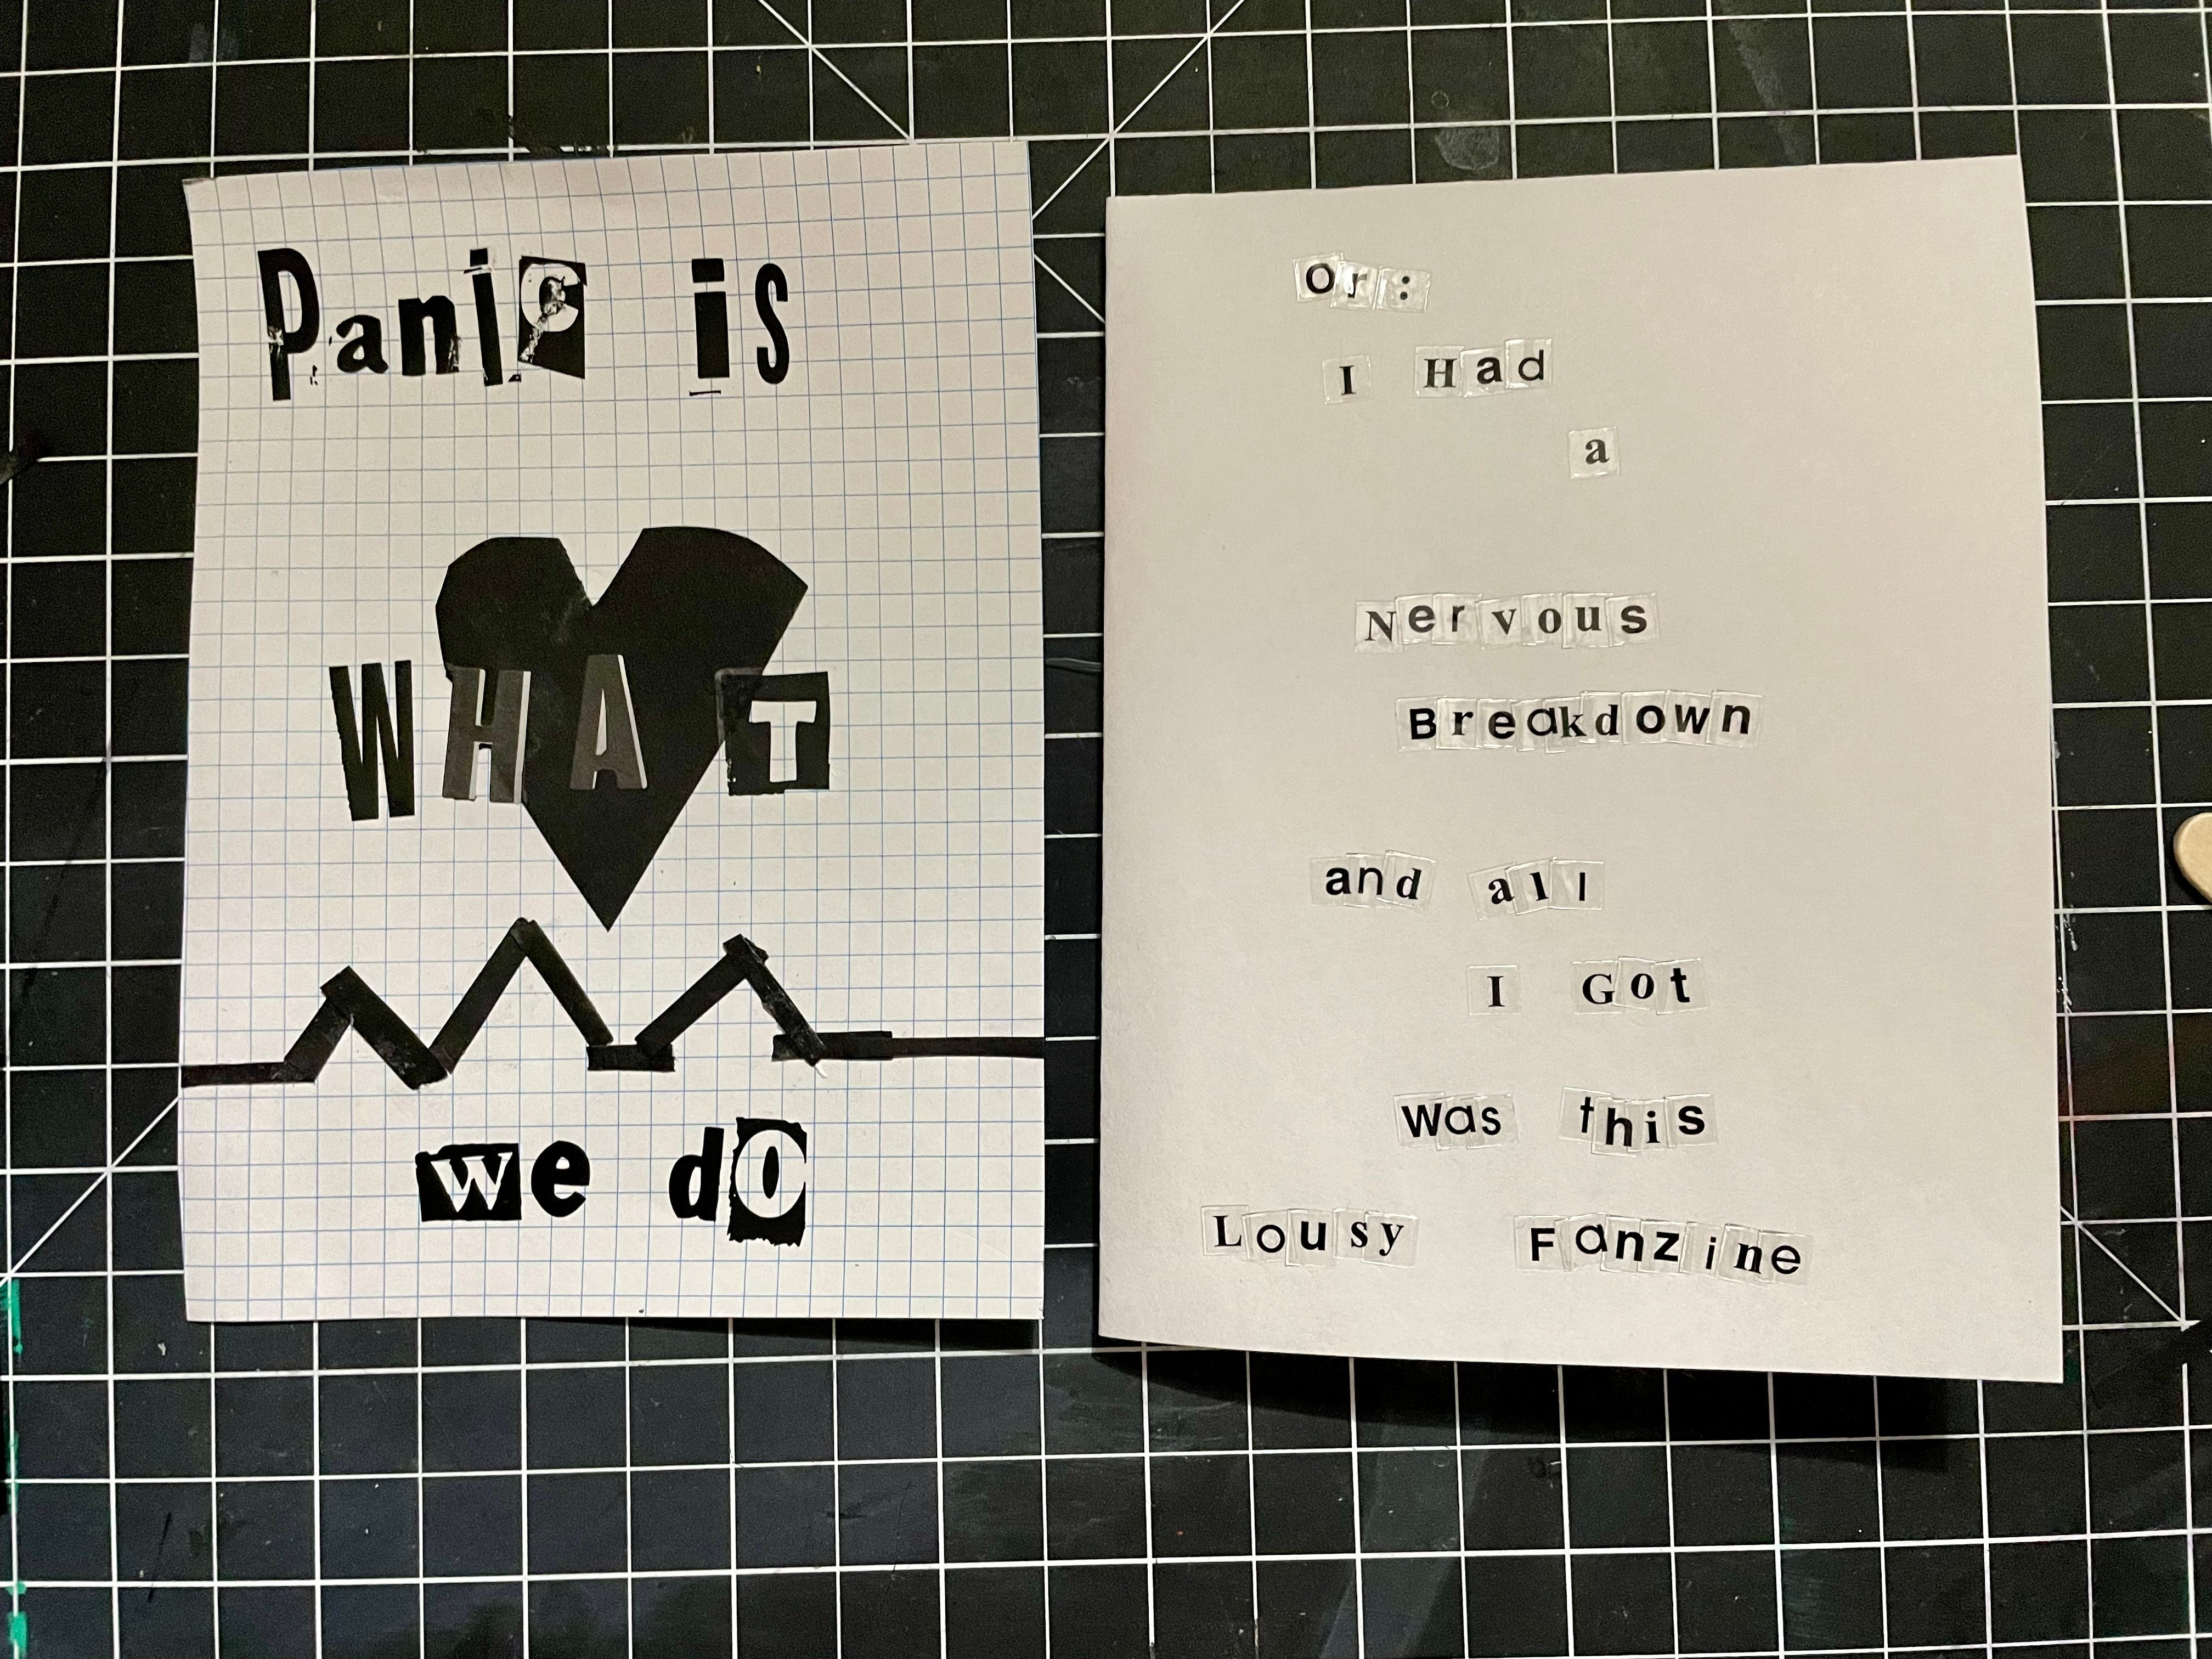 Panic is
WHAT
we do
or:
I Had
a
Nervous
Breakdown
and all
I Got
was this
Lousy Fanzine